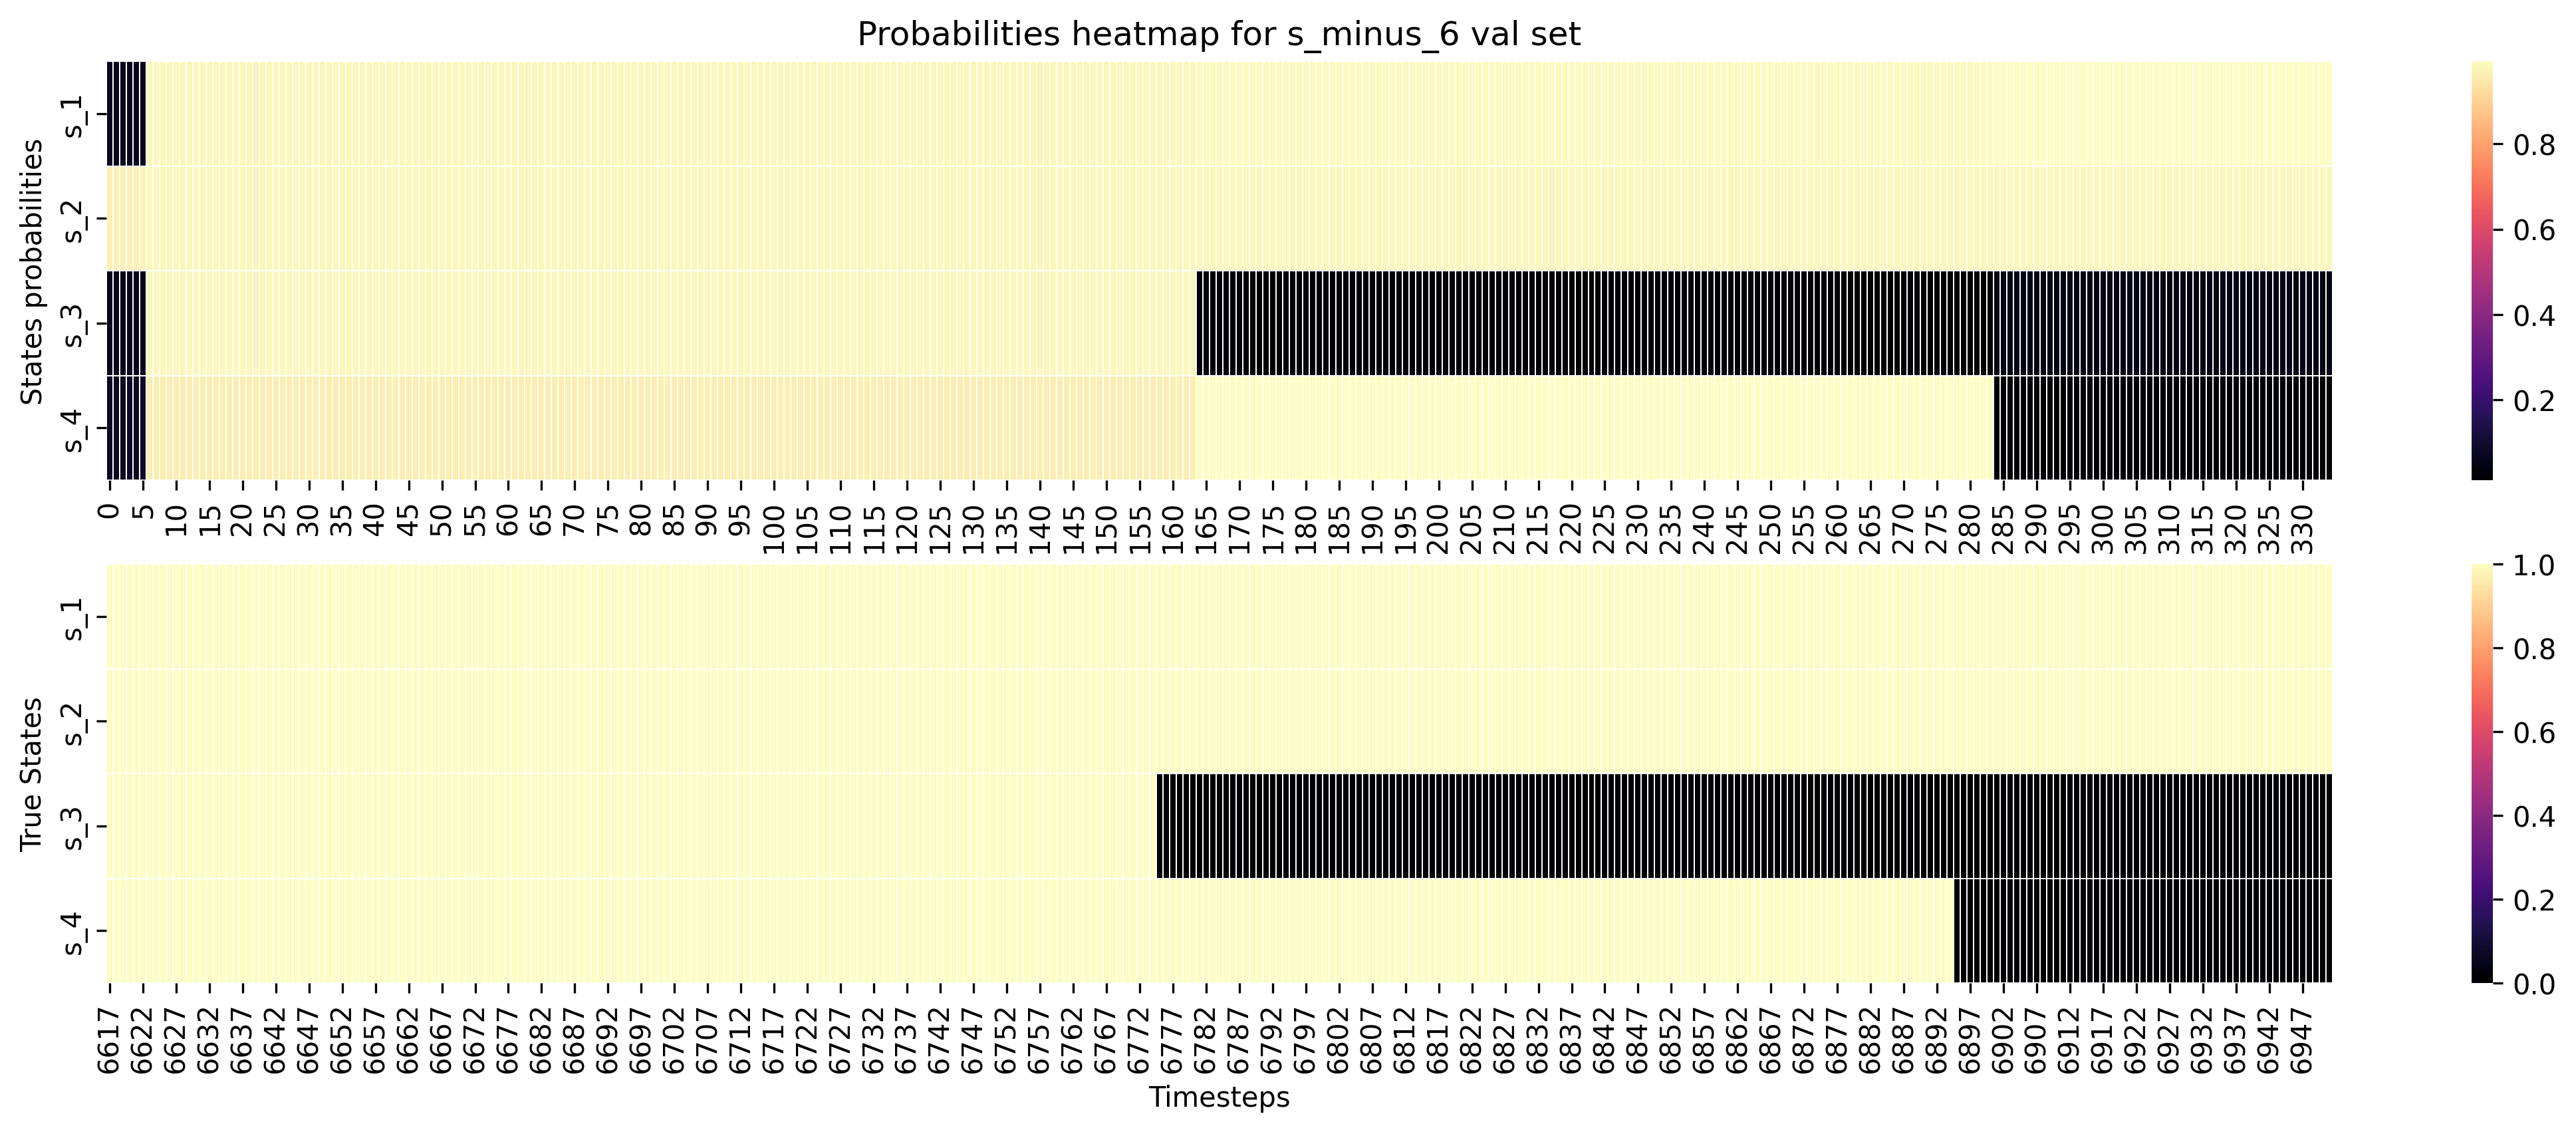 Probabilities heatmap for s_minus_6 val set
States probabilities
s_1
s_2
s_3
s_4
0 5 10 15 20 25 30 35 40 45 50 55 60 65 70 75 80 85 90 95 100 105 110 115 120 125 130 135 140 145 150 155 160 165 170 175 180 185 190 195 200 205 210 215 220 225 230 235 240 245 250 255 260 265 270 275 280 285 290 295 300 305 310 315 320 325 330
0.8
0.6
0.4
0.2
True States
s_1
s_2
s_3
s_4
6617 6622 6627 6632 6637 6642 6647 6652 6657 6662 6667 6672 6677 6682 6687 6692 6697 6702 6707 6712 6717 6722 6727 6732 6737 6742 6747 6752 6757 6762 6767 6772 6777 6782 6787 6792 6797 6802 6807 6812 6817 6822 6827 6832 6837 6842 6847 6852 6857 6862 6867 6872 6877 6882 6887 6892 6897 6902 6907 6912 6917 6922 6927 6932 6937 6942 6947
Timesteps
1.0
0.8
0.6
0.4
0.2
0.0